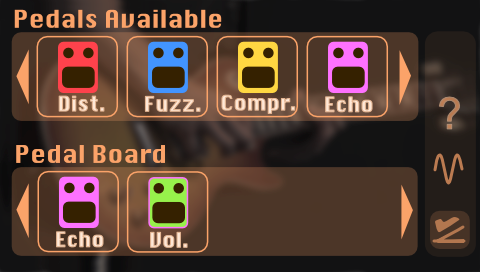 Pedals Available
Dist. Fuzz. Compr. Echo
?
Pedal Board
Echo Vol.